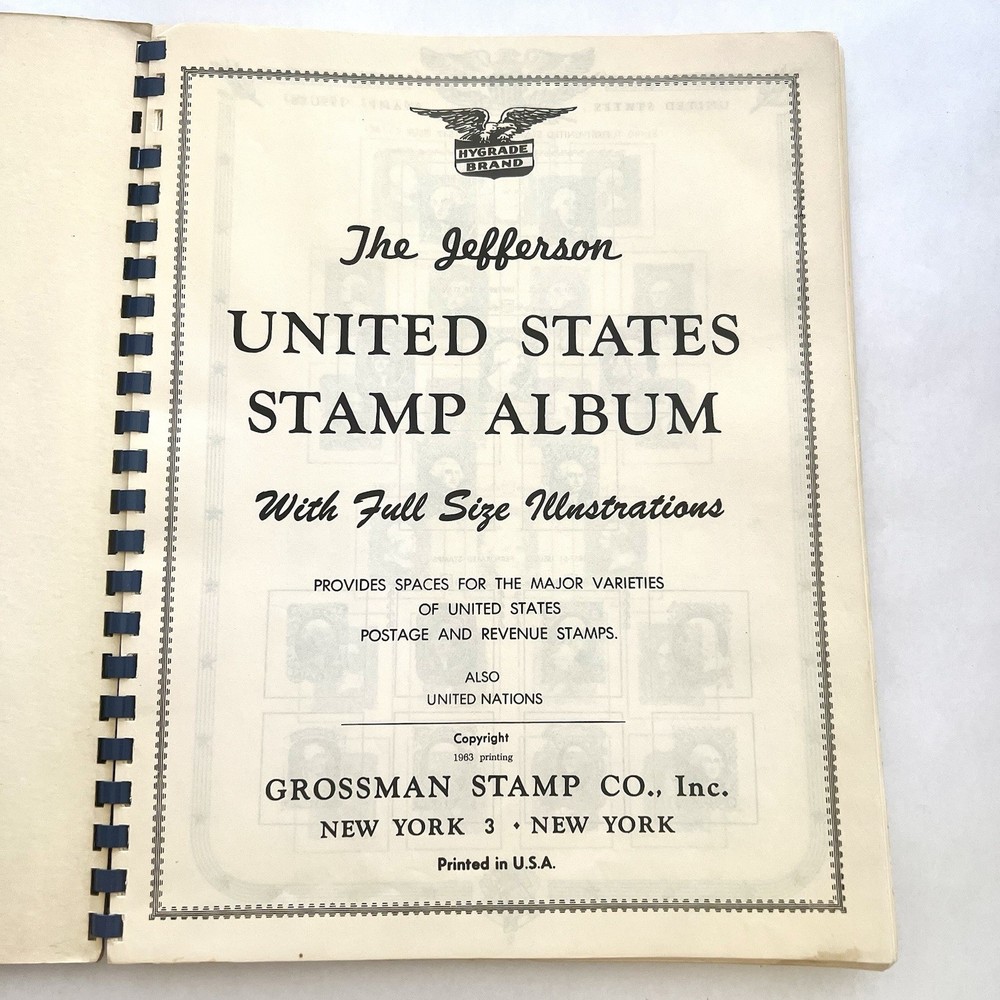 HYGRADE
BRAND
The Jefferson
UNITED STATES
STAMP ALBUM
With Full Size Illnstrations
PROVIDES SPACES FOR THE MAJOR VARIETIES
OF UNITED STATES
POSTAGE AND REVENUE STAMPS.
ALSO
UNITED NATIONS
Copyright
1963 printing
GROSSMAN STAMP CO., Inc.
NEW YORK 3 • NEW YORK
Printed in U.S.A.